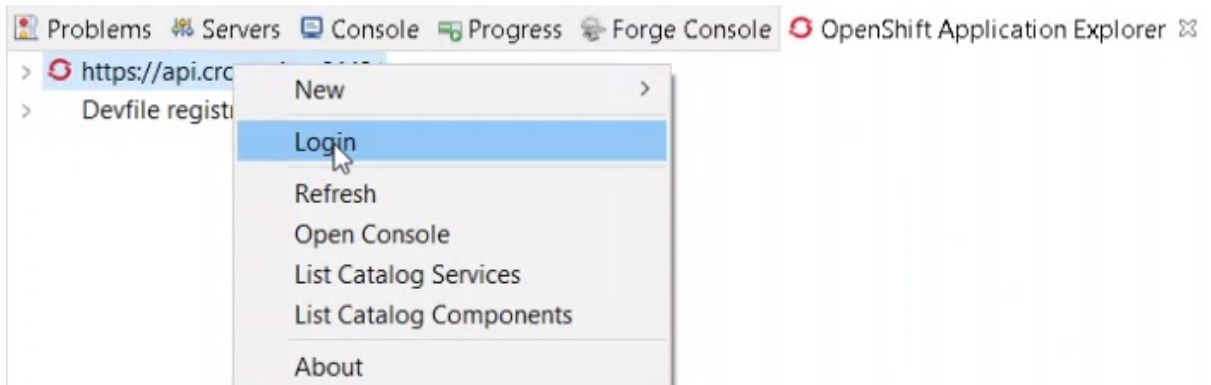 Problems Servers Console Progress Forge Console OpenShift Application Explorer
https://api.crc
Devfile regist
New
Login
Refresh
Open Console
List Catalog Services
List Catalog Components
About